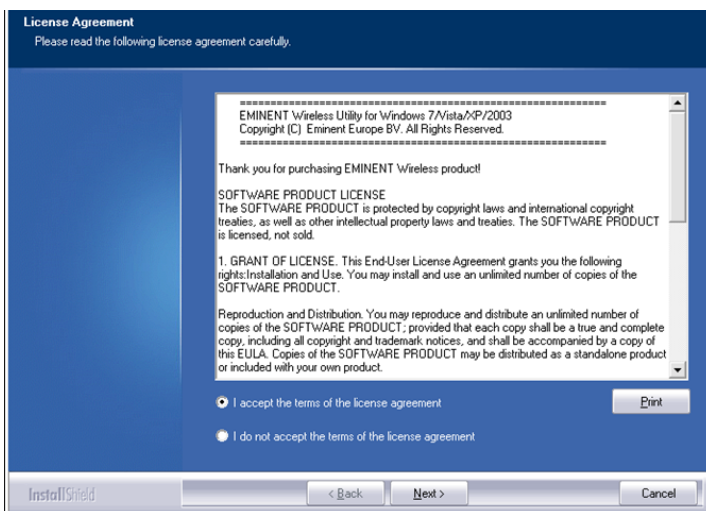 License Agreement
Please read the following license agreement carefully.
================================================================
EMINENT Wireless Utility for Windows 7/Vista/XP/2003
Copyright (C)  Eminent Europe BV. All Rights Reserved.
================================================================
Thank you for purchasing EMINENT Wireless product!
SOFTWARE PRODUCT LICENSE
The SOFTWARE PRODUCT is protected by copyright laws and international copyright
treaties, as well as other intellectual property laws and treaties. The SOFTWARE PRODUCT
is licensed, not sold.
1. GRANT OF LICENSE. This End-User License Agreement grants you the following
rights:Installation and Use. You may install and use an unlimited number of copies of the
SOFTWARE PRODUCT.
Reproduction and Distribution. You may reproduce and distribute an unlimited number of
copies of the SOFTWARE PRODUCT; provided that each copy shall be a true and complete
copy, including all copyright and trademark notices, and shall be accompanied by a copy of
this EULA. Copies of the SOFTWARE PRODUCT may be distributed as a standalone product
or included with your own product.
I accept the terms of the license agreement
Print
I do not accept the terms of the license agreement
InstallShield
< Back
Next >
Cancel